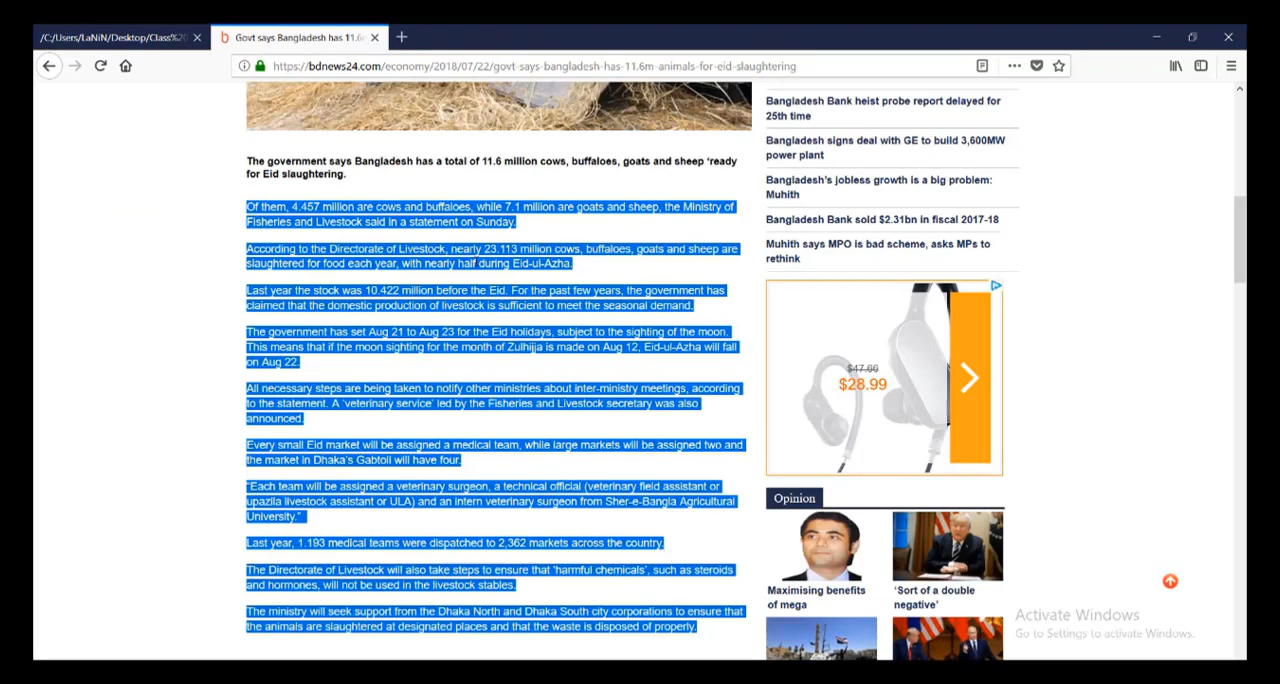 /C:/Users/LaNiN/Desktop/Class%20
Govt says Bangladesh has 11.6
https://bdnews24.com/economy/2018/07/22/govt-says-bangladesh-has-11.6m-animals-for-eid-slaughtering
The government says Bangladesh has a total of 11.6 million cows, buffaloes, goats and sheep ‘ready
for Eid slaughtering.
Of them, 4.457 million are cows and buffaloes, while 7.1 million are goats and sheep, the Ministry of
Fisheries and Livestock said in a statement on Sunday.
According to the Directorate of Livestock, nearly 23.113 million cows, buffaloes, goats and sheep are
slaughtered for food each year, with nearly half during Eid-ul-Azha.
Last year the stock was 10.422 million before the Eid. For the past few years, the government has
claimed that the domestic production of livestock is sufficient to meet the seasonal demand.
The government has set Aug 21 to Aug 23 for the Eid holidays, subject to the sighting of the moon.
This means that if the moon sighting for the month of Zulhijja is made on Aug 12, Eid-ul-Azha will fall
on Aug 22.
All necessary steps are being taken to notify other ministries about inter-ministry meetings, according
to the statement. A ‘veterinary service’ led by the Fisheries and Livestock secretary was also
announced.
Every small Eid market will be assigned a medical team, while large markets will be assigned two and
the market in Dhaka’s Gabtoli will have four.
“Each team will be assigned a veterinary surgeon, a technical official (veterinary field assistant or
upazila livestock assistant or ULA) and an intern veterinary surgeon from Sher-e-Bangla Agricultural
University.”
Last year, 1.193 medical teams were dispatched to 2,362 markets across the country.
The Directorate of Livestock will also take steps to ensure that ‘harmful chemicals’, such as steroids
and hormones, will not be used in the livestock stables.
The ministry will seek support from the Dhaka North and Dhaka South city corporations to ensure that
the animals are slaughtered at designated places and that the waste is disposed of properly.
Bangladesh Bank heist probe report delayed for
25th time
Bangladesh signs deal with GE to build 3,600MW
power plant
Bangladesh’s jobless growth is a big problem:
Muhith
Bangladesh Bank sold $2.31bn in fiscal 2017-18
Muhith says MPO is bad scheme, asks MPs to
rethink
$47.66
$28.99
Opinion
Maximising benefits
of mega
‘Sort of a double
negative’
Activate Windows
Go to Settings to activate Windows.